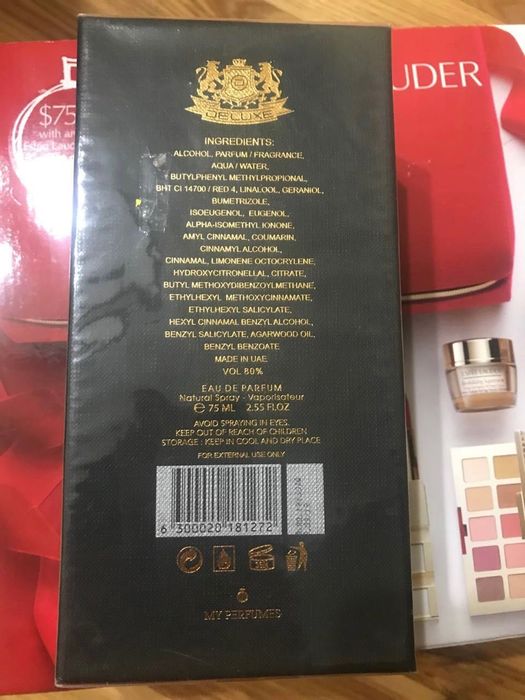 $75
with an
Estée Laud
UDER
DELUXE
INGREDIENTS:
ALCOHOL, PARFUM / FRAGRANCE,
AQUA / WATER,
BUTYLPHENYL METHYLPROPIONAL,
BHT CI 14700 / RED 4, LINALOOL, GERANIOL,
BUMETRIZOLE,
ISOEUGENOL, EUGENOL,
ALPHA-ISOMETHYL IONONE,
AMYL CINNAMAL, COUMARIN,
CINNAMYL ALCOHOL,
CINNAMAL, LIMONENE OCTOCRYLENE,
HYDROXYCITRONELLAL, CITRATE,
BUTYL METHOXYDIBENZOYLMETHANE,
ETHYLHEXYL METHOXYCINNAMATE,
ETHYLHEXYL SALICYLATE,
HEXYL CINNAMAL BENZYL ALCOHOL,
BENZYL SALICYLATE, AGARWOOD OIL,
BENZYL BENZOATE
MADE IN UAE
VOL 80%
EAU DE PARFUM
Natural Spray - Vaporisateur
℮ 75 ML 2.55 FL.OZ
AVOID SPRAYING IN EYES.
KEEP OUT OF REACH OF CHILDREN
STORAGE : KEEP IN COOL AND DRY PLACE
FOR EXTERNAL USE ONLY
6 300020 181272
MY PERFUMES